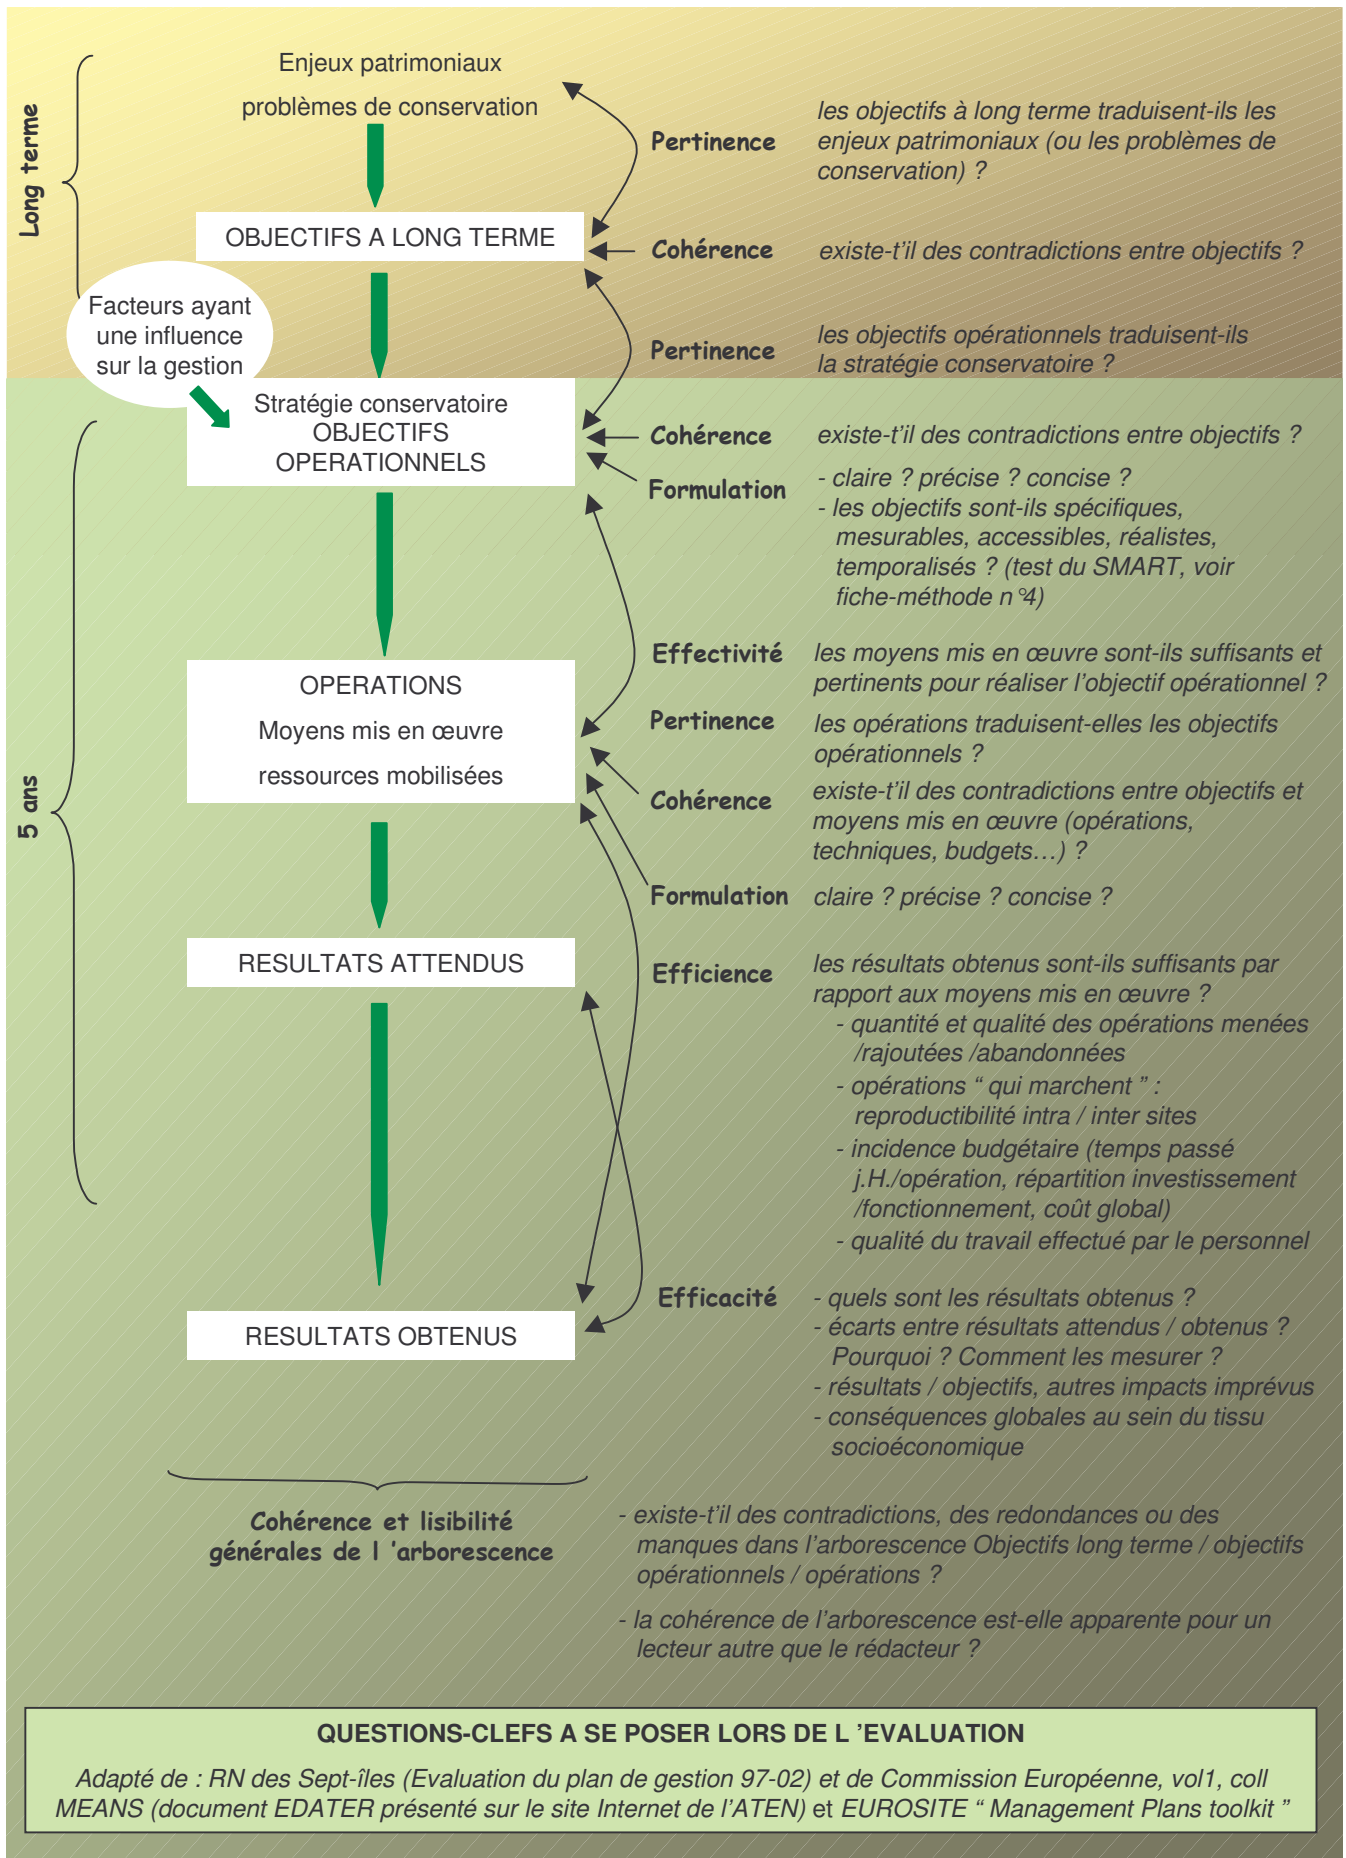 Long terme
Enjeux patrimoniaux
problèmes de conservation
Pertinence
les objectifs à long terme traduisent-ils les
enjeux patrimoniaux (ou les problèmes de
conservation) ?
OBJECTIFS A LONG TERME
Cohérence
existe-t'il des contradictions entre objectifs ?
Facteurs ayant
une influence
sur la gestion
Pertinence
les objectifs opérationnels traduisent-ils
la stratégie conservatoire ?
5 ans
Stratégie conservatoire
OBJECTIFS
OPERATIONNELS
Cohérence
existe-t'il des contradictions entre objectifs ?
Formulation
- claire ? précise ? concise ?
- les objectifs sont-ils spécifiques,
mesurables, accessibles, réalistes,
temporalisés ? (test du SMART, voir
fiche-méthode n°4)
Effectivité
les moyens mis en œuvre sont-ils suffisants et
pertinents pour réaliser l'objectif opérationnel ?
OPERATIONS
Moyens mis en œuvre
ressources mobilisées
Pertinence
les opérations traduisent-elles les objectifs
opérationnels ?
Cohérence
existe-t'il des contradictions entre objectifs et
moyens mis en œuvre (opérations,
techniques, budgets…) ?
Formulation
claire ? précise ? concise ?
RESULTATS ATTENDUS
Efficience
les résultats obtenus sont-ils suffisants par
rapport aux moyens mis en œuvre ?
- quantité et qualité des opérations menées
/rajoutées /abandonnées
- opérations “ qui marchent ” :
reproductibilité intra / inter sites
- incidence budgétaire (temps passé
j.H./opération, répartition investissement
/fonctionnement, coût global)
- qualité du travail effectué par le personnel
RESULTATS OBTENUS
Efficacité
- quels sont les résultats obtenus ?
- écarts entre résultats attendus / obtenus ?
Pourquoi ? Comment les mesurer ?
- résultats / objectifs, autres impacts imprévus
- conséquences globales au sein du tissu
socioéconomique
Cohérence et lisibilité
générales de l 'arborescence
- existe-t'il des contradictions, des redondances ou des
manques dans l'arborescence Objectifs long terme / objectifs
opérationnels / opérations ?
- la cohérence de l'arborescence est-elle apparente pour un
lecteur autre que le rédacteur ?
QUESTIONS-CLEFS A SE POSER LORS DE L 'EVALUATION
Adapté de : RN des Sept-îles (Evaluation du plan de gestion 97-02) et de Commission Européenne, vol1, coll
MEANS (document EDATER présenté sur le site Internet de l'ATEN) et EUROSITE “ Management Plans toolkit ”